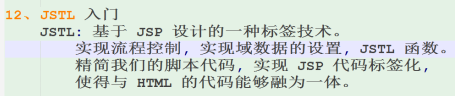 12、JSTL 入门
JSTL: 基于 JSP 设计的一种标签技术。
实现流程控制, 实现域数据的设置, JSTL 函数。
精简我们的脚本代码, 实现 JSP 代码标签化,
使得与 HTML 的代码能够融为一体。